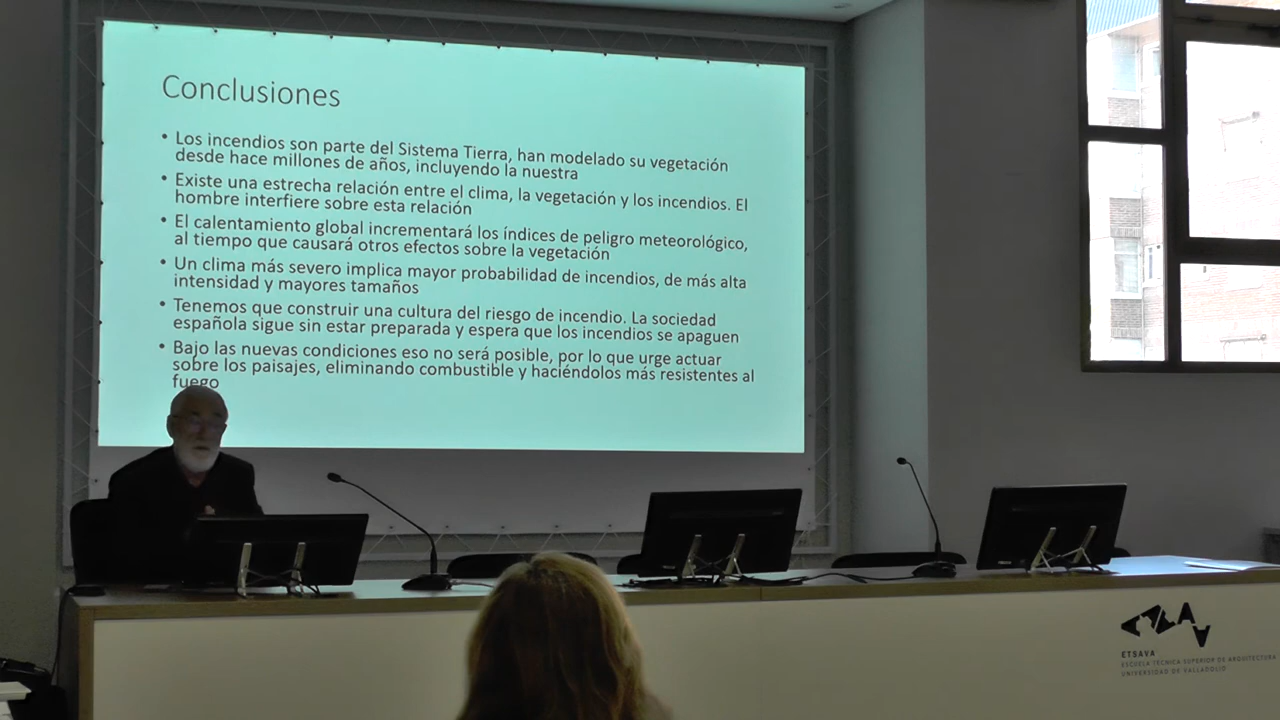 Conclusiones
• Los incendios son parte del Sistema Tierra, han modelado su vegetación
desde hace millones de años, incluyendo la nuestra
• Existe una estrecha relación entre el clima, la vegetación y los incendios. El
hombre interfiere sobre esta relación
• El calentamiento global incrementará los índices de peligro meteorológico,
al tiempo que causará otros efectos sobre la vegetación
• Un clima más severo implica mayor probabilidad de incendios, de más alta
intensidad y mayores tamaños
• Tenemos que construir una cultura del riesgo de incendio. La sociedad
española sigue sin estar preparada y espera que los incendios se apaguen
• Bajo las nuevas condiciones eso no será posible, por lo que urge actuar
sobre los paisajes, eliminando combustible y haciéndolos más resistentes al
fuego
ETSAVA
ESCUELA TÉCNICA SUPERIOR DE ARQUITECTURA
UNIVERSIDAD DE VALLADOLID